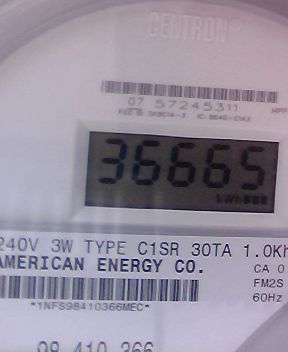 CENTRON®
07 57245311
36665
kWh
240V 3W TYPE C1SR 30TA 1.0Kh
AMERICAN ENERGY CO.
CA 0
FM2S
60Hz
*1NFS98410366MEC*
98 410 366